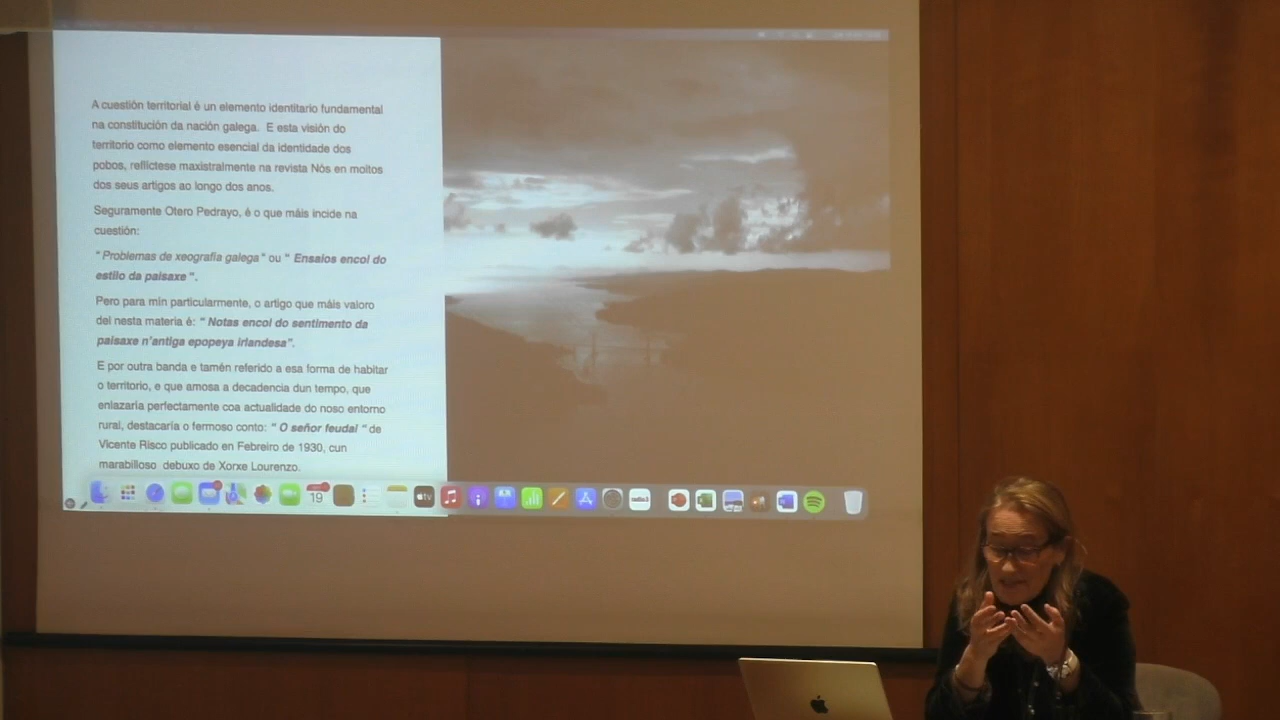 A cuestión territorial é un elemento identitario fundamental
na constitución da nación galega. E esta visión do
territorio como elemento esencial da identidade dos
pobos, reflíctese maxistralmente na revista Nós en moitos
dos seus artigos ao longo dos anos.
Seguramente Otero Pedrayo, é o que máis incide na
cuestión:
“ Problemas de xeografía galega “ ou “ Ensaios encol do
estilo da paisaxe “.
Pero para min particularmente, o artigo que máis valoro
del nesta materia é: “ Notas encol do sentimento da
paisaxe n’antiga epopeya irlandesa”.
E por outra banda e tamén referido a esa forma de habitar
o territorio, e que amosa a decadencia dun tempo, que
enlazaría perfectamente coa actualidade do noso entorno
rural, destacaría o fermoso conto: “ O señor feudal “ de
Vicente Risco publicado en Febreiro de 1930, cun
marabilloso debuxo de Xorxe Lourenzo.
19
tv